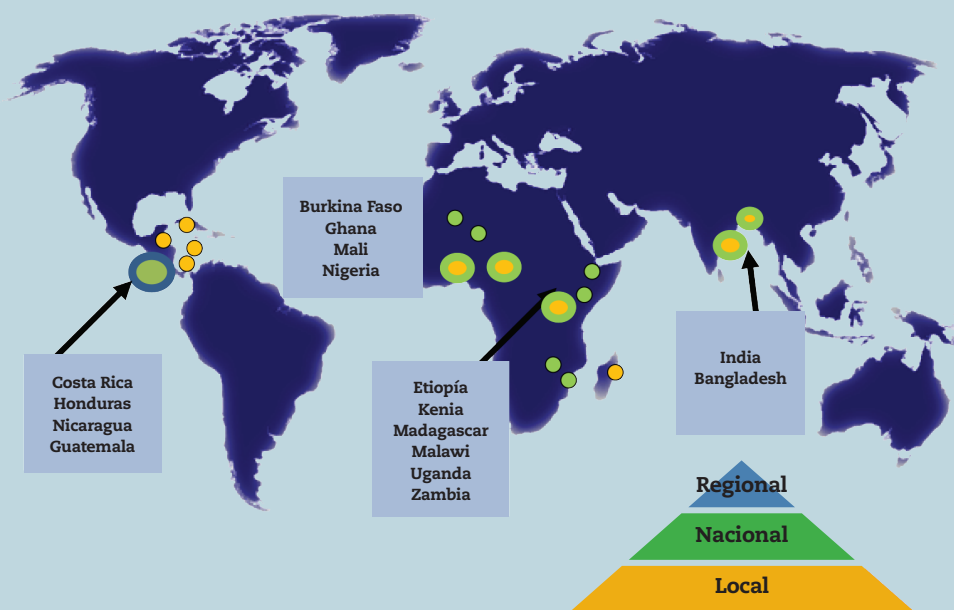 Burkina Faso
Ghana
Mali
Nigeria
Costa Rica
Honduras
Nicaragua
Guatemala
Etiopía
Kenia
Madagascar
Malawi
Uganda
Zambia
India
Bangladesh
Regional
Nacional
Local